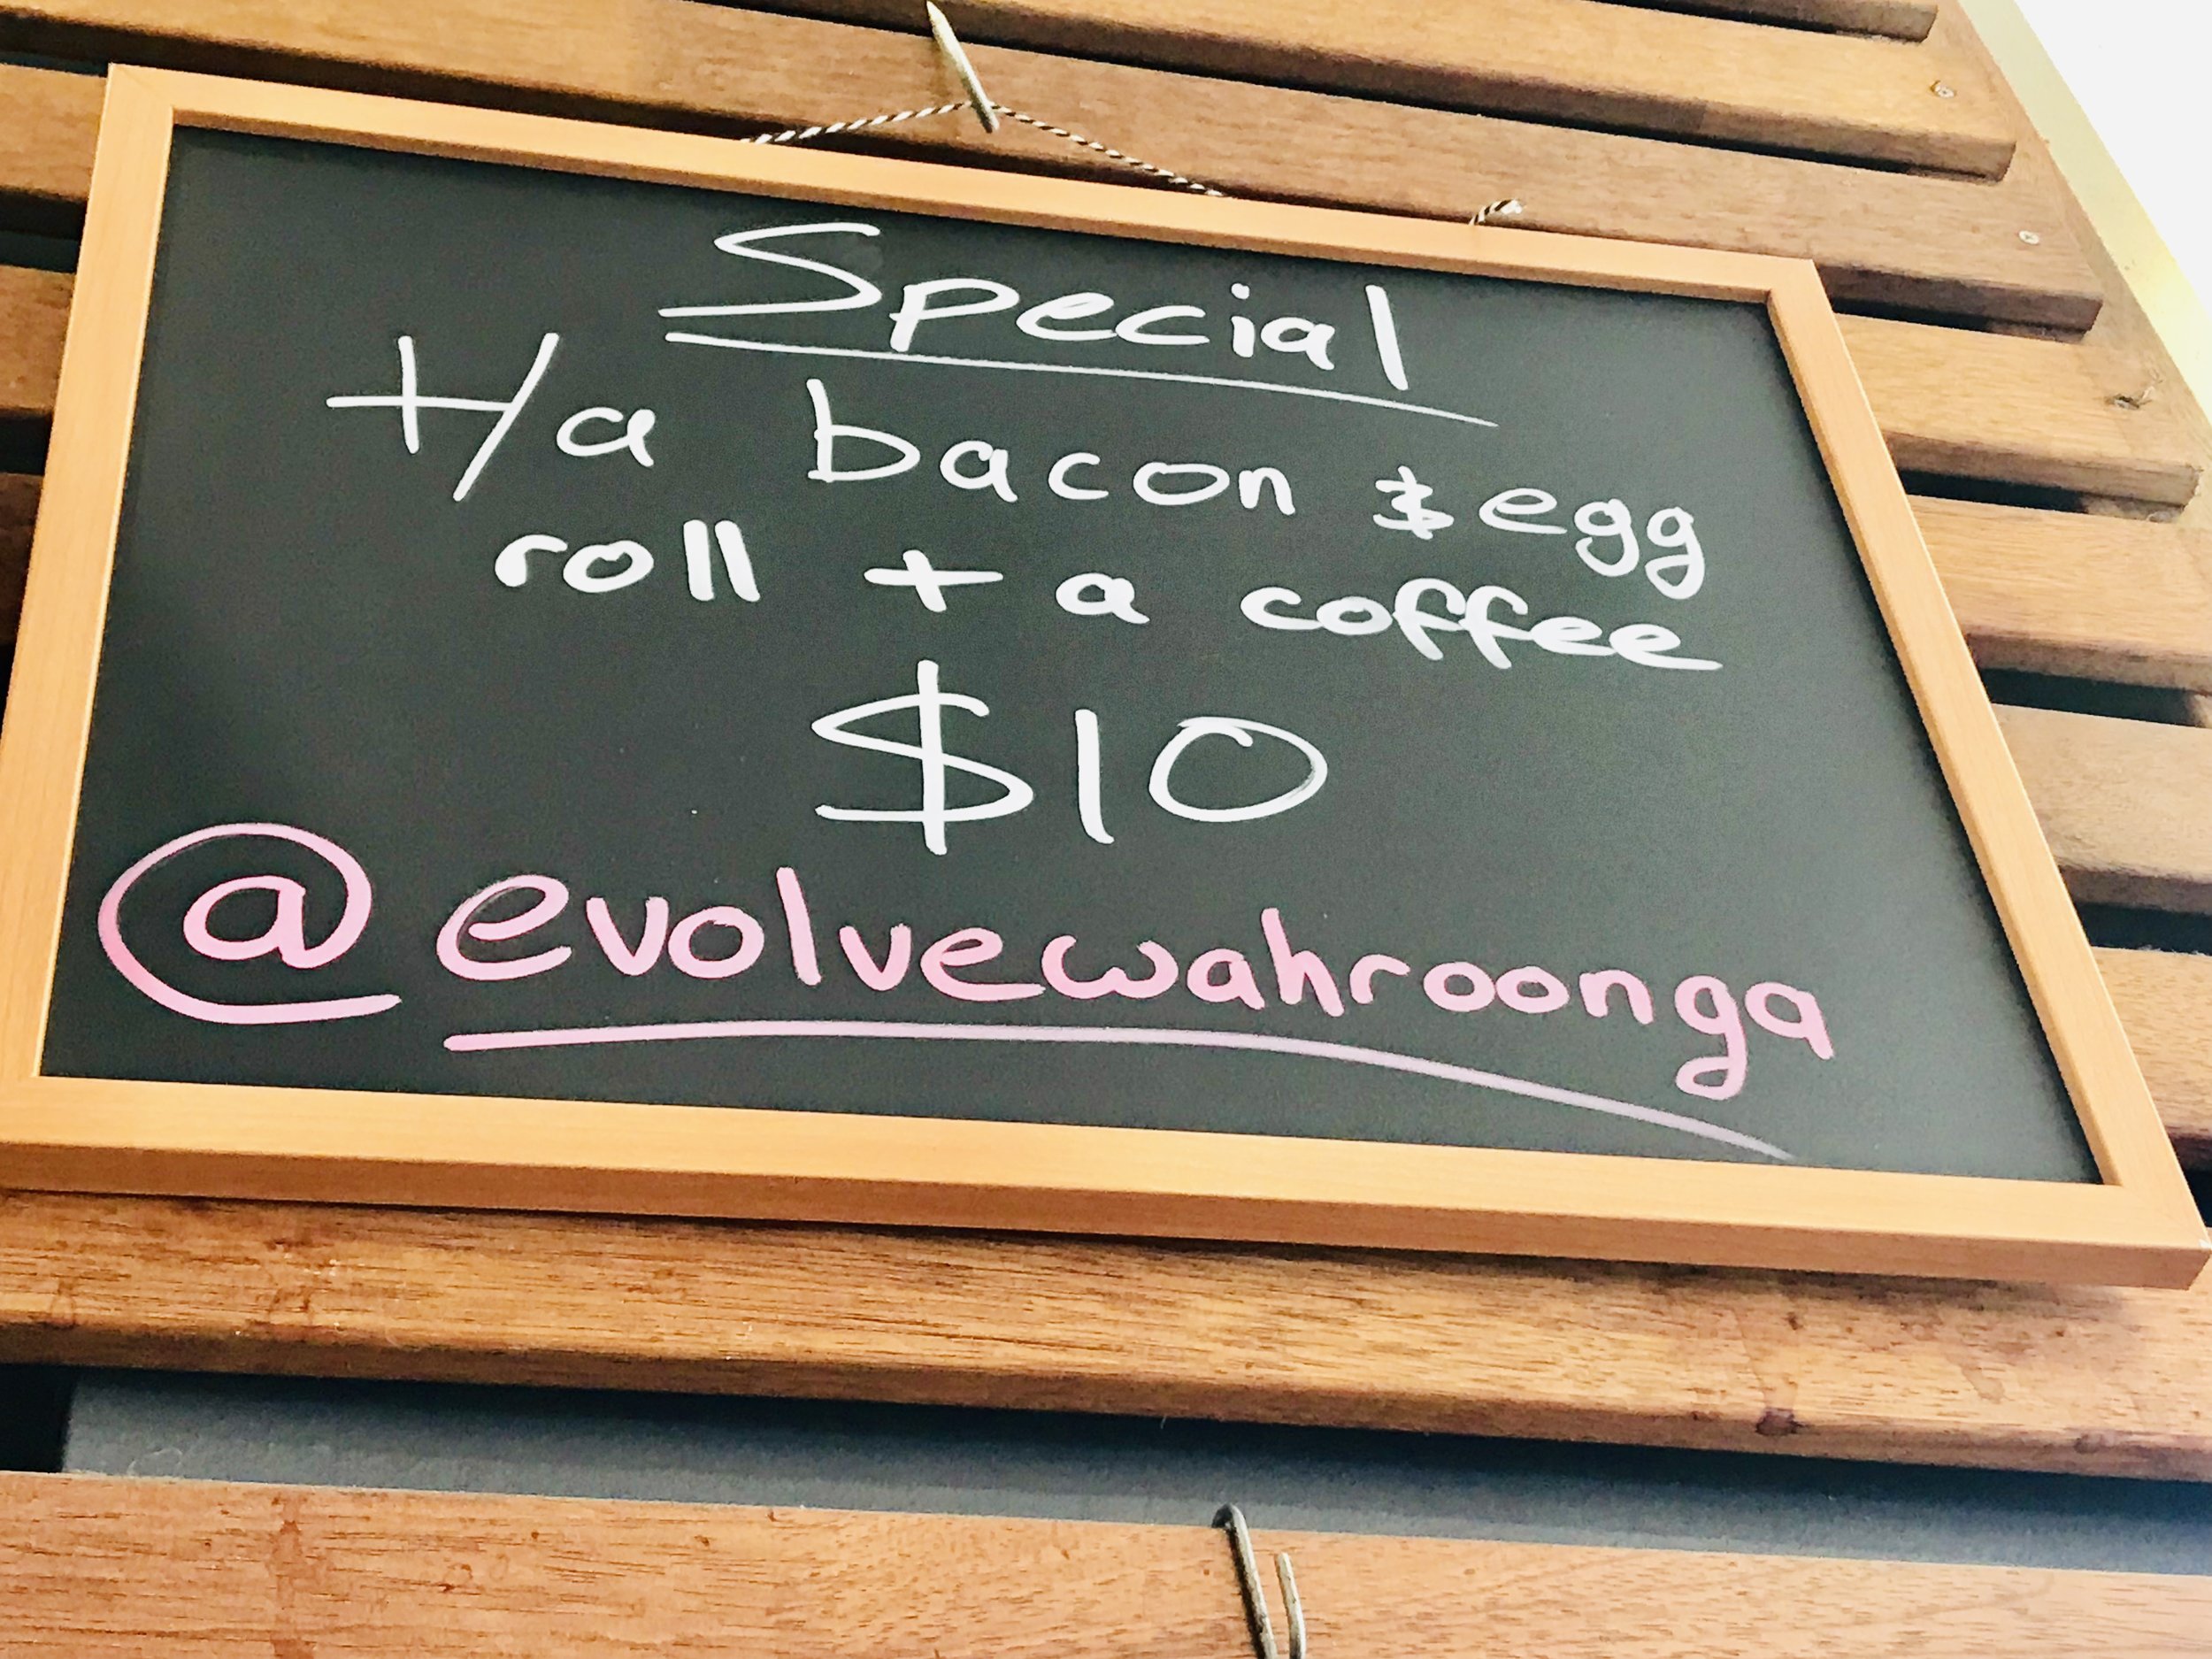 Special
T/a bacon & egg
roll + a coffee
$10
@evolvewahroonga